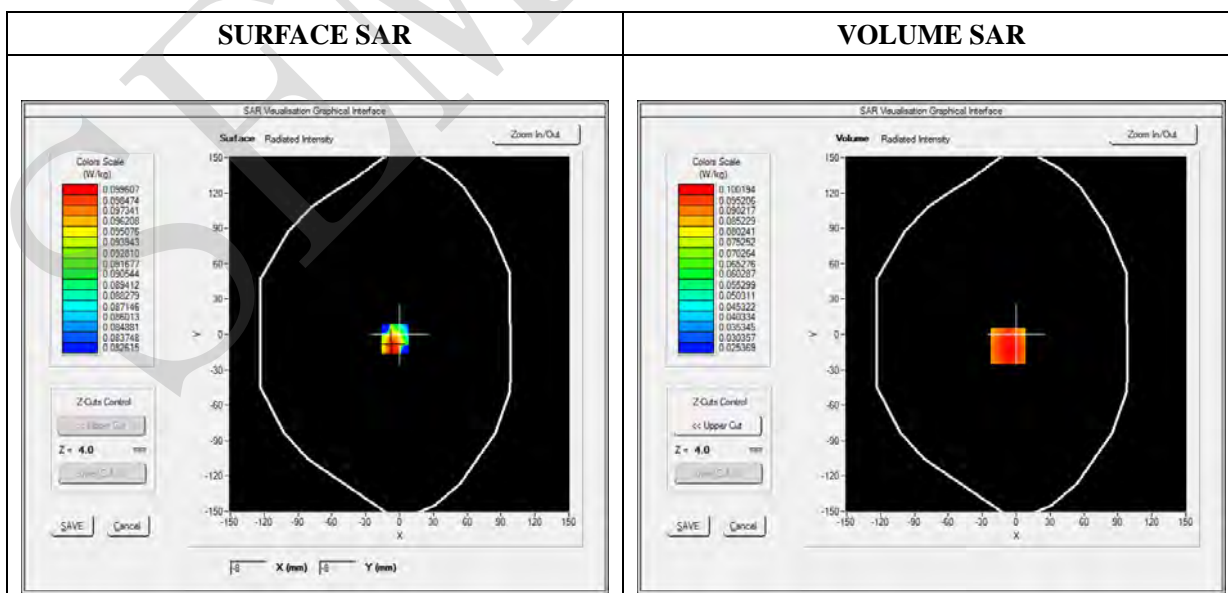 SURFACE SAR
VOLUME SAR
SAR Visualisation Graphical Interface
Surface Radiated Intensity
Zoom In/Out
Colors Scale
(W/kg)
0.099607
0.098474
0.097341
0.096208
0.095076
0.093943
0.092810
0.091677
0.090544
0.089412
0.088279
0.087146
0.086013
0.084881
0.083748
0.082615
150
120
90
60
30
0
-30
-60
-90
-120
-150
Y
-150 -120 -90 -60 -30 0 30 60 90 120 150
X
Z-Cuts Control
<< Upper Cut
Z = 4.0 mm
SAVE Cancel
-8 X (mm) -8 Y (mm)
SAR Visualisation Graphical Interface
Volume Radiated Intensity
Zoom In/Out
Colors Scale
(W/kg)
0.100194
0.095206
0.090217
0.085229
0.080241
0.075252
0.070264
0.065276
0.060287
0.055299
0.050311
0.045322
0.040334
0.035345
0.030357
0.025369
150
120
90
60
30
0
-30
-60
-90
-120
-150
Y
-150 -120 -90 -60 -30 0 30 60 90 120 150
X
Z-Cuts Control
<< Upper Cut
Z = 4.0 mm
SAVE Cancel